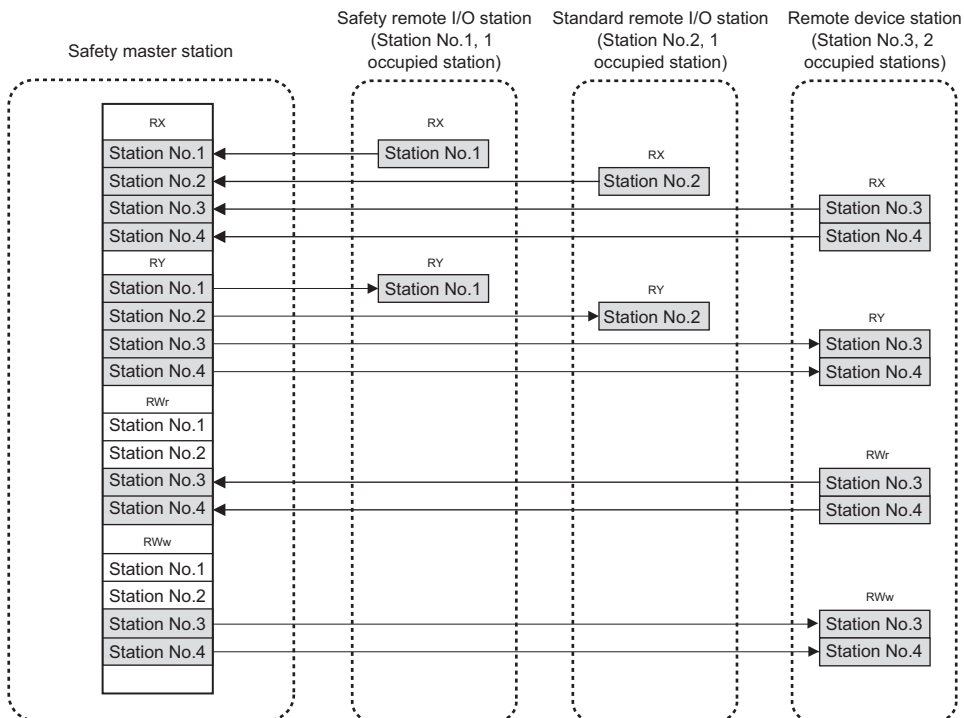 Safety master station
Safety remote I/O station
(Station No.1, 1
occupied station)
Standard remote I/O station
(Station No.2, 1
occupied station)
Remote device station
(Station No.3, 2
occupied stations)
RX
Station No.1
Station No.2
Station No.3
Station No.4
RY
Station No.1
Station No.2
Station No.3
Station No.4
RWr
Station No.1
Station No.2
Station No.3
Station No.4
RWw
Station No.1
Station No.2
Station No.3
Station No.4
RX
Station No.1
RY
Station No.1
RX
Station No.2
RY
Station No.2
RX
Station No.3
Station No.4
RY
Station No.3
Station No.4
RWr
Station No.3
Station No.4
RWw
Station No.3
Station No.4